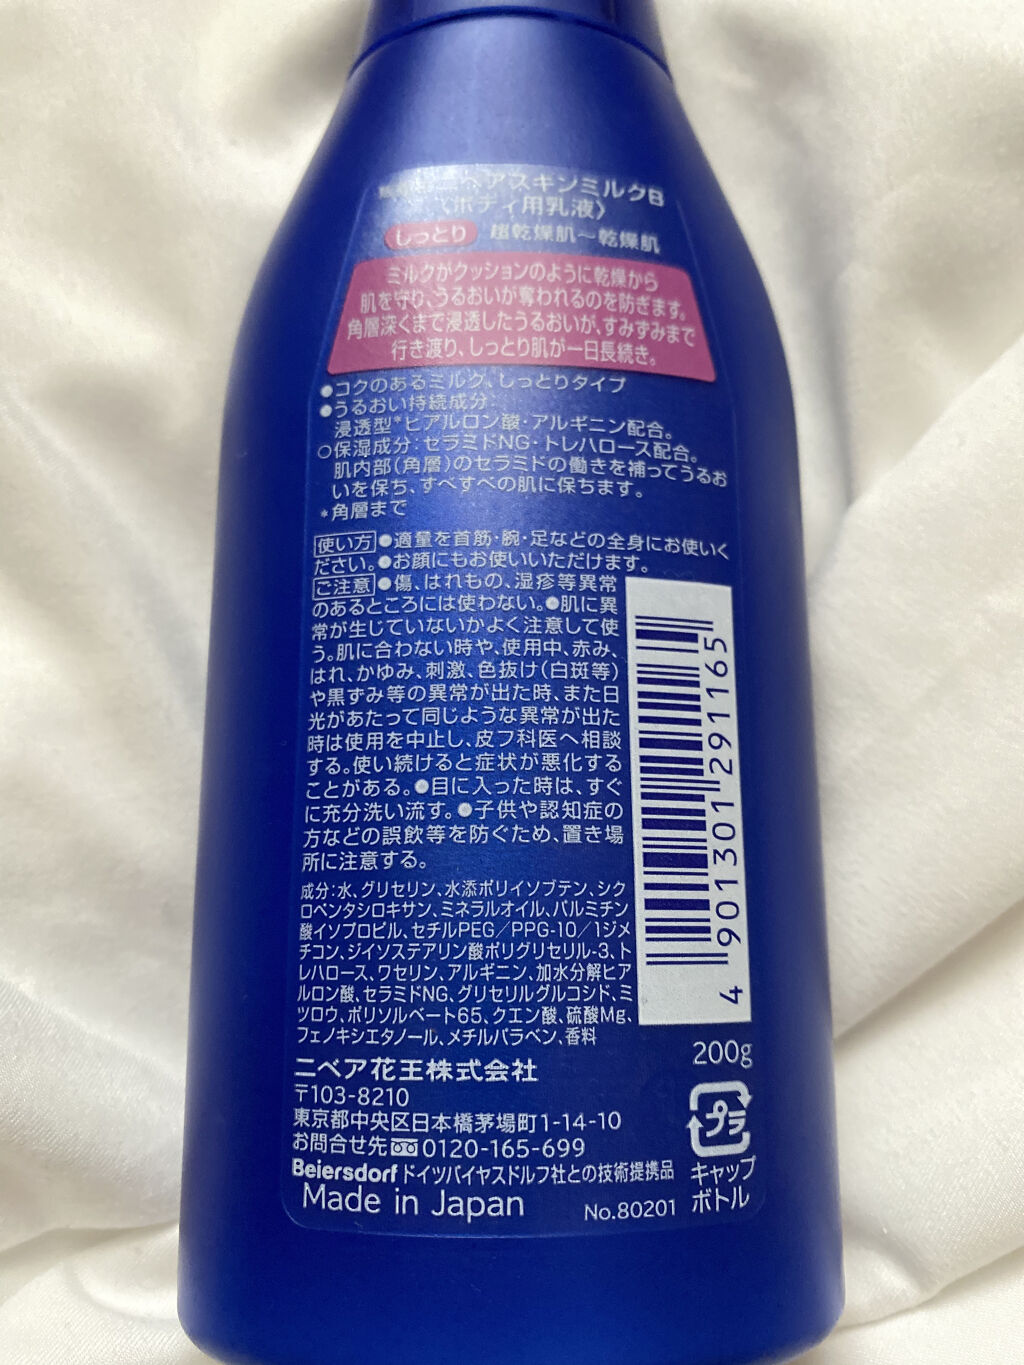 ニベアスキンミルクB
〈ボディ用乳液〉
しっとり 超乾燥肌～乾燥肌
ミルクがクッションのように乾燥から
肌を守り、うるおいが奪われるのを防ぎます。
角層深くまで浸透したうるおいが、すみずみまで
行き渡り、しっとり肌が一日長続き。
●コクのあるミルク、しっとりタイプ
●うるおい持続成分:
浸透型*ヒアルロン酸・アルギニン配合。
○保湿成分:セラミドNG・トレハロース配合。
肌内部(角層)のセラミドの働きを補ってうるお
いを保ち、すべすべの肌に保ちます。
*角層まで
使い方●適量を首筋・腕・足などの全身にお使いく
ださい。●お顔にもお使いいただけます。
ご注意●傷、はれもの、湿疹等異常
のあるところには使わない。●肌に異
常が生じていないかよく注意して使
う。肌に合わない時や、使用中、赤み、
はれ、かゆみ、刺激、色抜け(白斑等)
や黒ずみ等の異常が出た時、また日
光があたって同じような異常が出た
時は使用を中止し、皮フ科医へ相談
する。使い続けると症状が悪化する
ことがある。●目に入った時は、すぐ
に充分洗い流す。●子供や認知症の
方などの誤飲等を防ぐため、置き場
所に注意する。
成分:水、グリセリン、水添ポリイソブテン、シク
ロペンタシロキサン、ミネラルオイル、パルミチン
酸イソプロピル、セチルPEG/PPG-10/1ジメ
チコン、ジイソステアリン酸ポリグリセリル-3、ト
レハロース、ワセリン、アルギニン、加水分解ヒア
ルロン酸、セラミドNG、グリセリルグルコシド、ミ
ツロウ、ポリソルベート65、クエン酸、硫酸Mg、
フェノキシエタノール、メチルパラベン、香料
4 901301 291165
200g
ニベア花王株式会社
〒103-8210
東京都中央区日本橋茅場町1-14-10
お問合せ先 0120-165-699
Beiersdorf ドイツバイヤスドルフ社との技術提携品
Made in Japan
No.80201
プラ
キャップ
ボトル